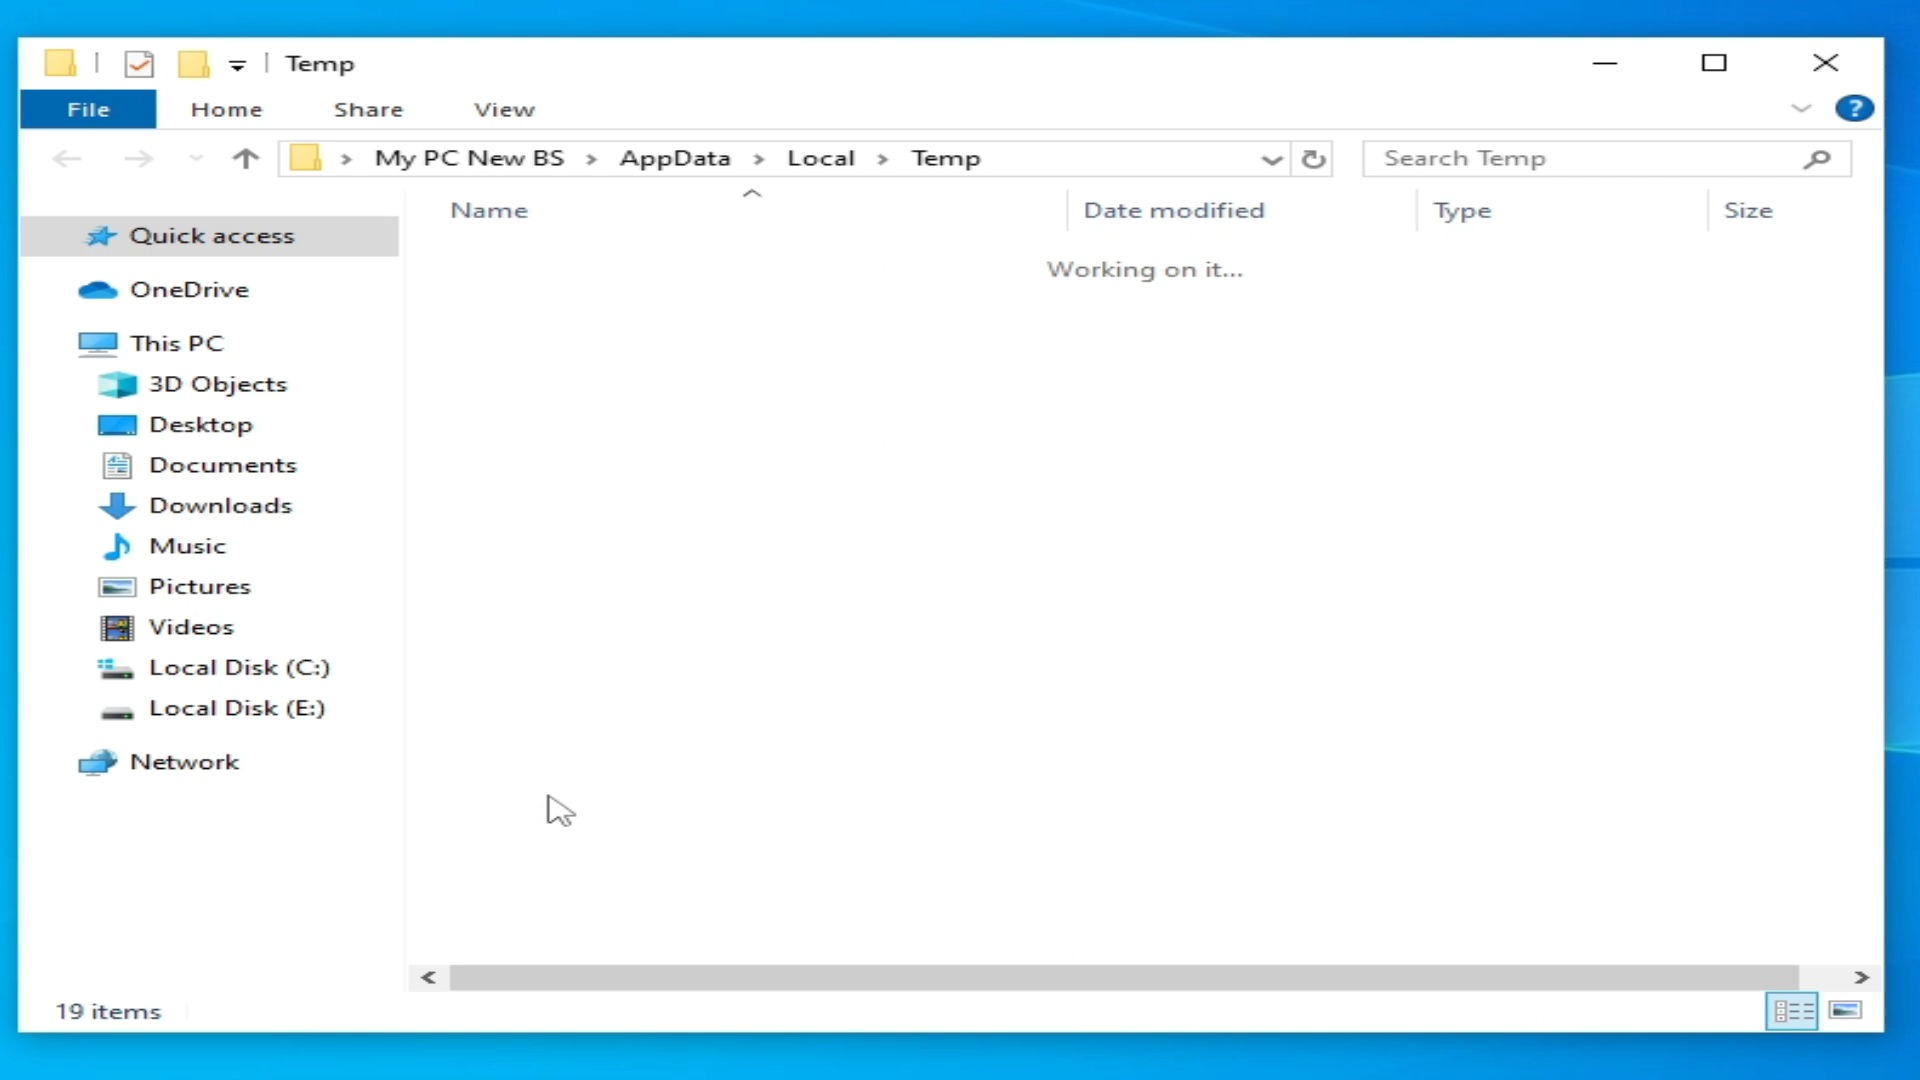 Temp
File Home Share View ?
My PC New BS > AppData > Local > Temp
Search Temp
Name Date modified Type Size
Working on it...
Quick access
OneDrive
This PC
3D Objects
Desktop
Documents
Downloads
Music
Pictures
Videos
Local Disk (C:)
Local Disk (E:)
Network
19 items